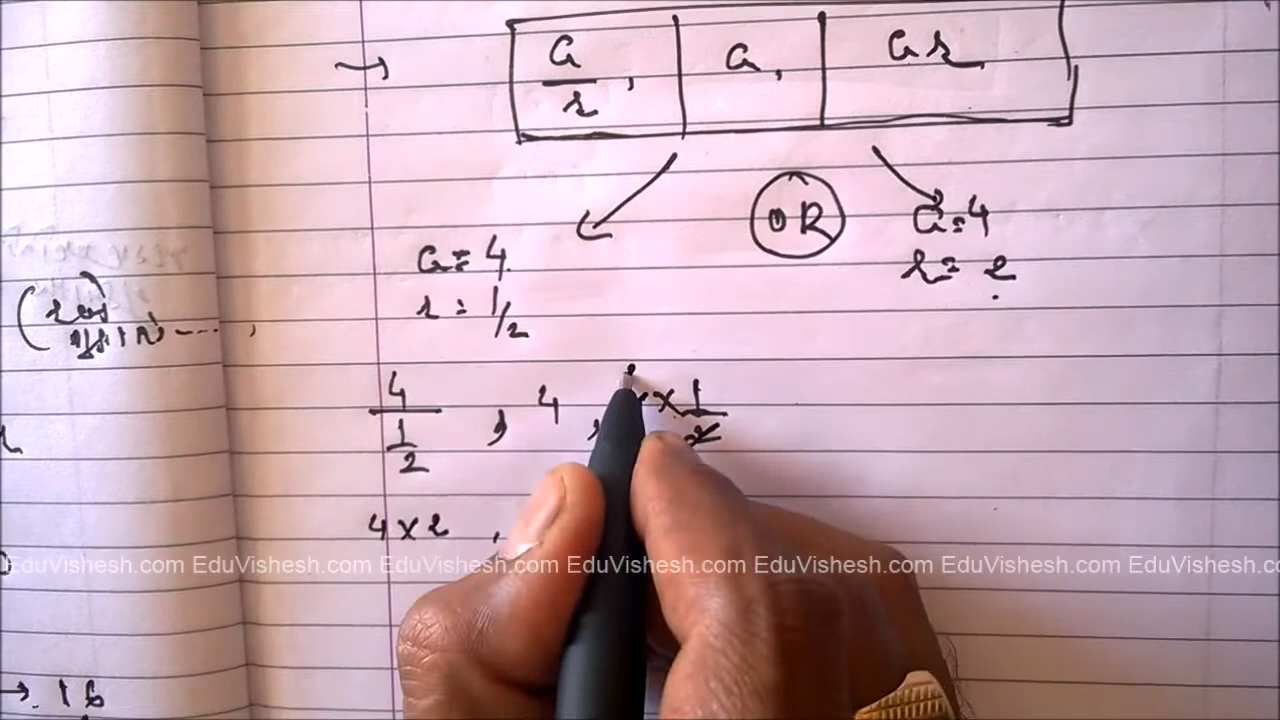 → a/r , a , ar
OR
a = 4
a = 4
r = 2
r = 1/2
4/(1/2) , 4 , × 1/2
4 × 2 ,
EduVishesh.com EduVishesh.com EduVishesh.com EduVishesh.com EduVishesh.com EduVishesh.com EduVishesh.com
→ 16